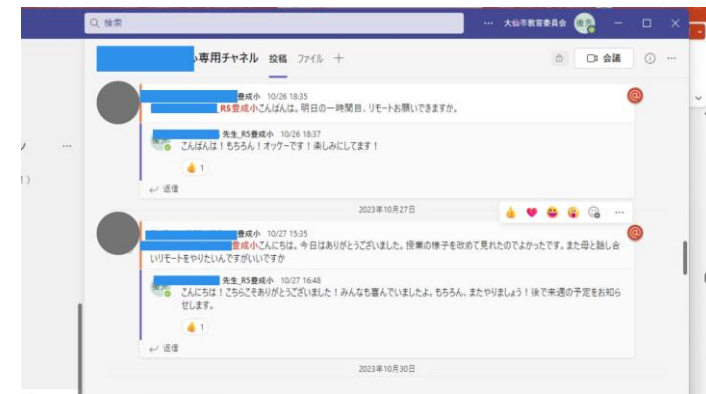 検索
大仙市教育委員会
専用チャネル 投稿 ファイル
会議
豊成小 10/26 18:35
R5豊成小こんばんは。明日の一時間目、リモートお願いできますか。
先生_R5豊成小 10/26 18:37
こんばんは！もちろん！オッケーです！楽しみにしてます！
1
返信
2023年10月27日
豊成小 10/27 15:35
豊成小こんにちは。今日はありがとうございました。授業の様子を改めて見れたのでよかったです。また母と話し合
いリモートをやりたいんですがいいですか
先生_R5豊成小 10/27 16:48
こんにちは！こちらこそありがとうございました！みんなも喜んでいましたよ。もちろん、またやりましょう！後で来週の予定をお知ら
せします。
1
返信
2023年10月30日